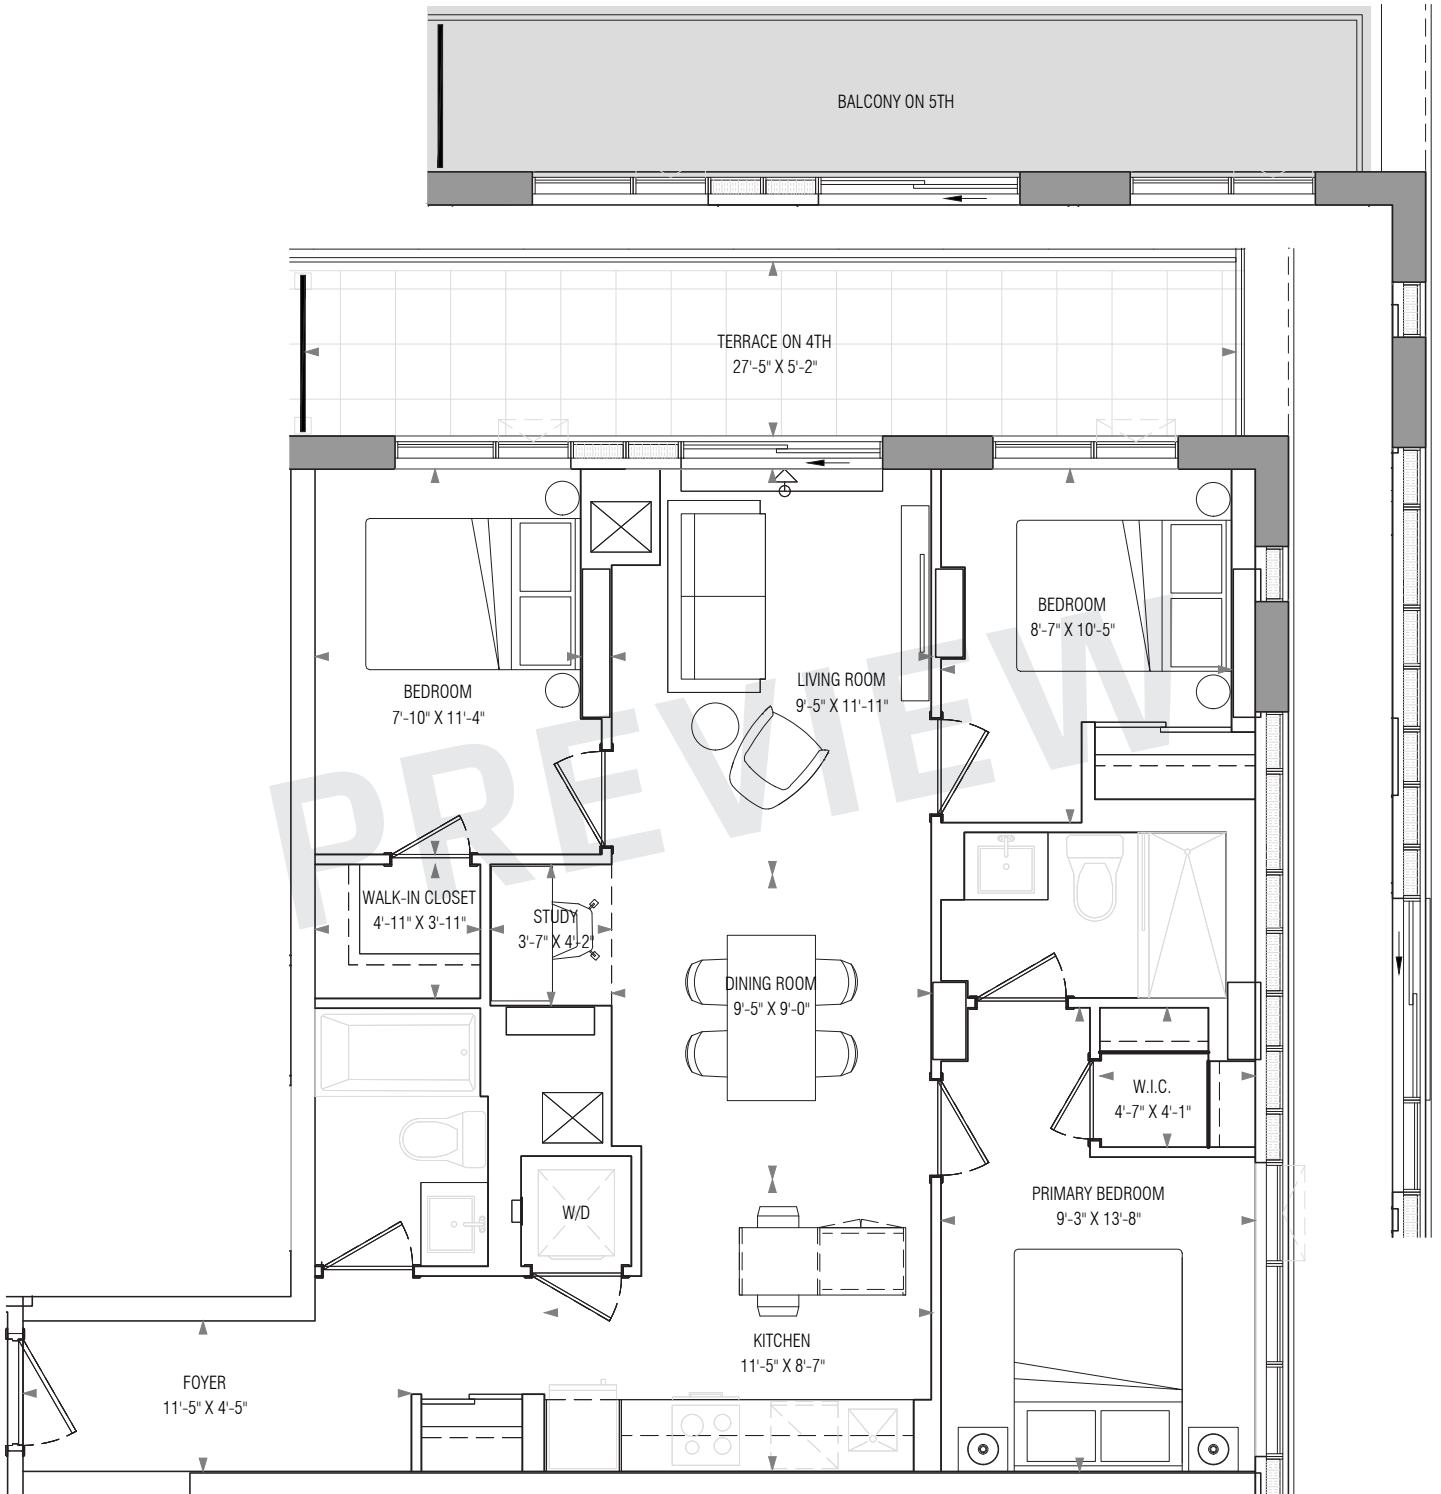 BALCONY ON 5TH
TERRACE ON 4TH
27'-5" X 5'-2"
BEDROOM
8'-7" X 10'-5"
LIVING ROOM
9'-5" X 11'-11"
BEDROOM
7'-10" X 11'-4"
PREVIEW
WALK-IN CLOSET
4'-11" X 3'-11"
STUDY
3'-7" X 4'-2"
DINING ROOM
9'-5" X 9'-0"
W.I.C.
4'-7" X 4'-1"
PRIMARY BEDROOM
9'-3" X 13'-8"
W/D
KITCHEN
11'-5" X 8'-7"
FOYER
11'-5" X 4'-5"